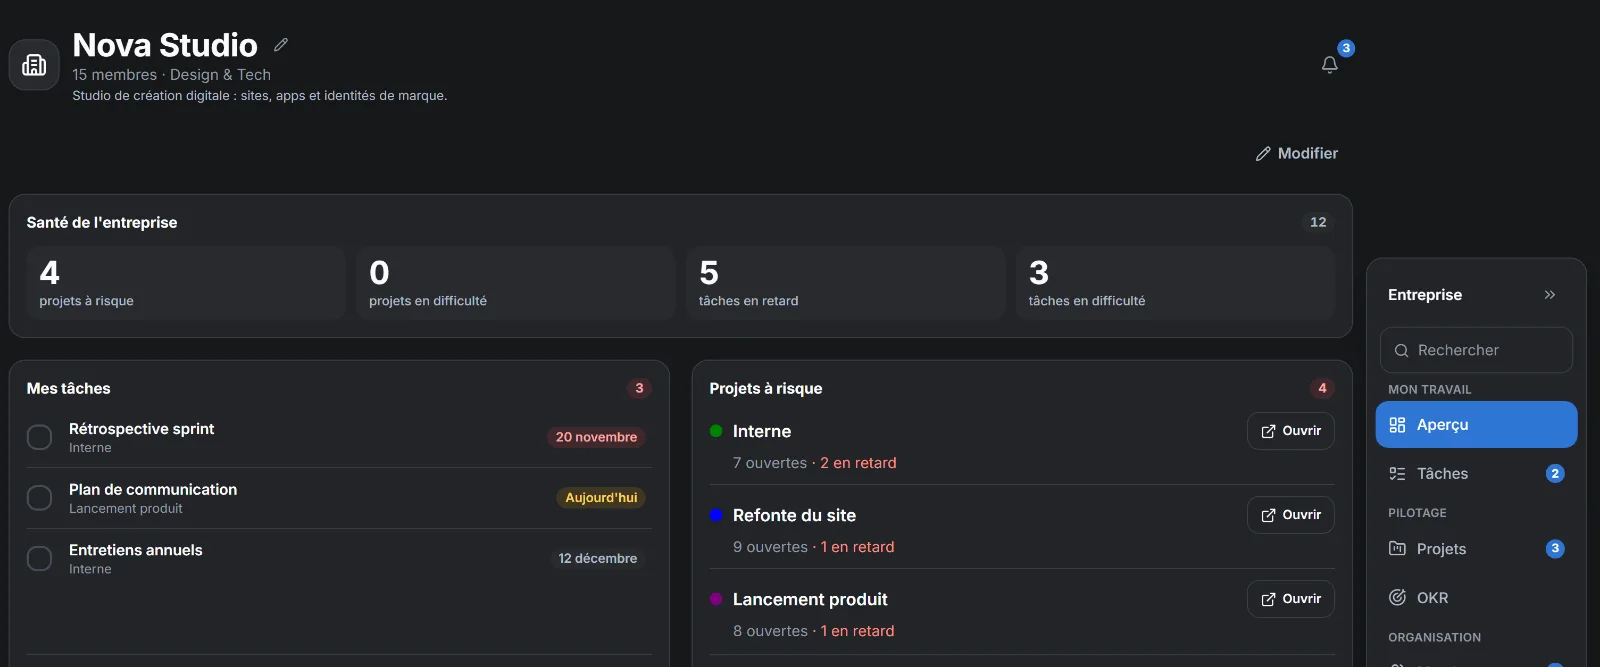 Nova Studio
15 membres · Design & Tech
Studio de création digitale : sites, apps et identités de marque.
3
Modifier
Santé de l'entreprise
12
4
projets à risque
0
projets en difficulté
5
tâches en retard
3
tâches en difficulté
Mes tâches
3
Rétrospective sprint
Interne
20 novembre
Plan de communication
Lancement produit
Aujourd'hui
Entretiens annuels
Interne
12 décembre
Projets à risque
4
Interne
7 ouvertes · 2 en retard
Ouvrir
Refonte du site
9 ouvertes · 1 en retard
Ouvrir
Lancement produit
8 ouvertes · 1 en retard
Ouvrir
Entreprise
Rechercher
MON TRAVAIL
Aperçu
Tâches
2
PILOTAGE
Projets
3
OKR
ORGANISATION